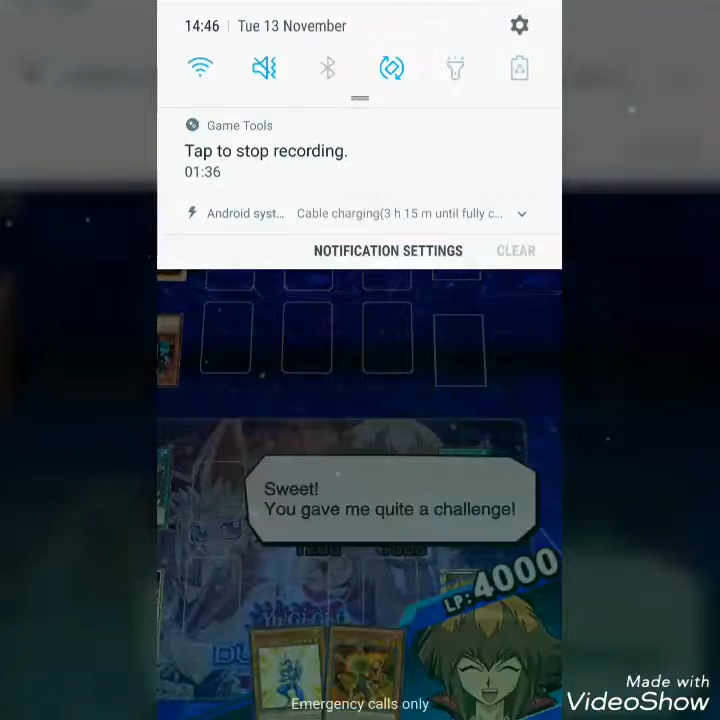 14:46 | Tue 13 November
Game Tools
Tap to stop recording.
01:36
Android syst... Cable charging(3 h 15 m until fully c...
NOTIFICATION SETTINGS CLEAR
Sweet!
You gave me quite a challenge!
LP: 4000
Emergency calls only
Made with
VideoShow